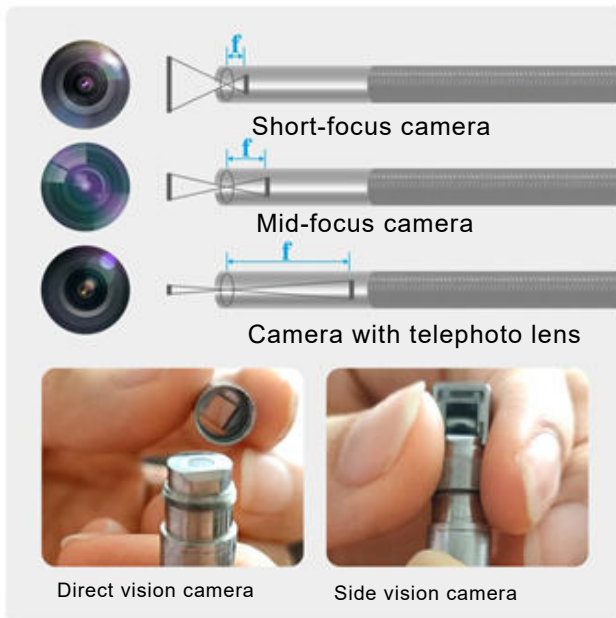 f
Short-focus camera
f
Mid-focus camera
f
Camera with telephoto lens
Direct vision camera
Side vision camera